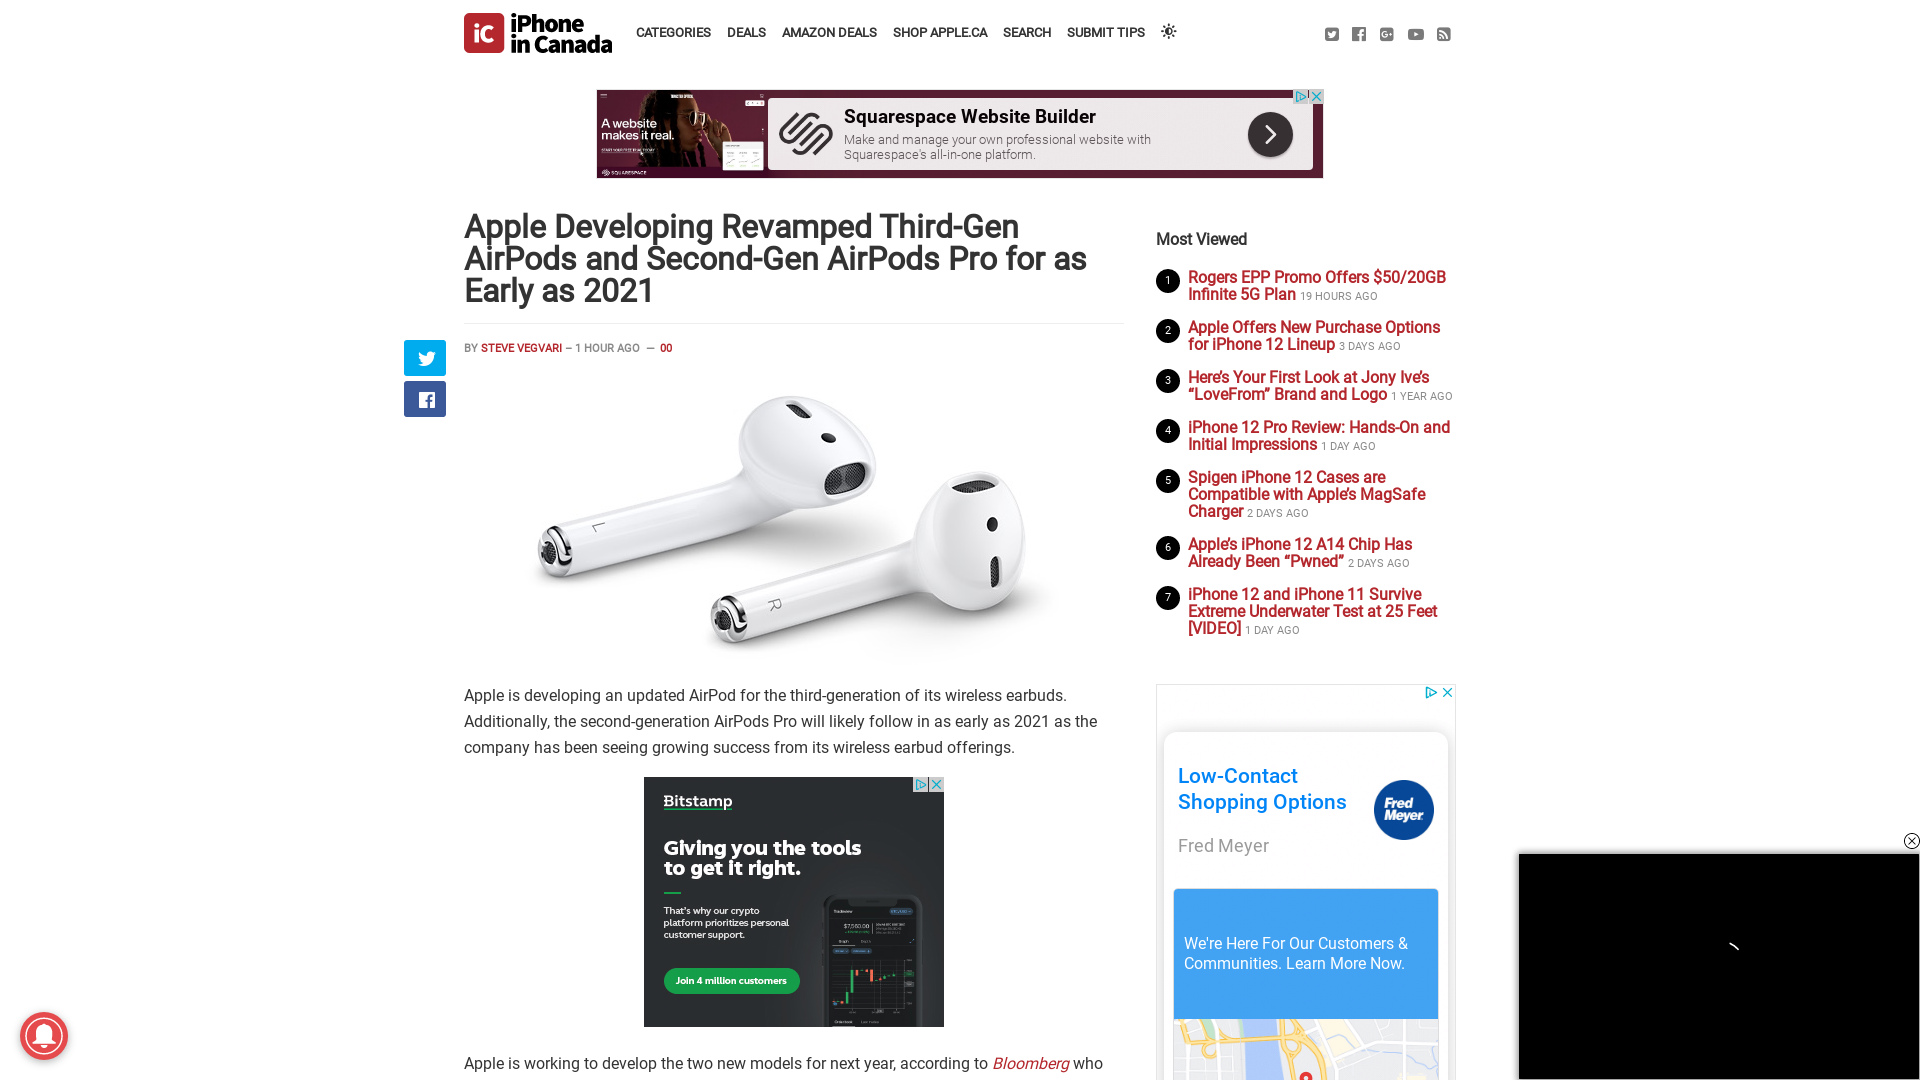 iC iPhone in Canada
CATEGORIES DEALS AMAZON DEALS SHOP APPLE.CA SEARCH SUBMIT TIPS
A website
makes it real.
START YOUR FREE TRIAL TODAY
SQUARESPACE
Squarespace Website Builder
Make and manage your own professional website with
Squarespace's all-in-one platform.
Apple Developing Revamped Third-Gen
AirPods and Second-Gen AirPods Pro for as
Early as 2021
BY STEVE VEGVARI – 1 HOUR AGO — 00
L
R
Apple is developing an updated AirPod for the third-generation of its wireless earbuds.
Additionally, the second-generation AirPods Pro will likely follow in as early as 2021 as the
company has been seeing growing success from its wireless earbud offerings.
Bitstamp
Giving you the tools
to get it right.
That's why our crypto
platform prioritizes personal
customer support.
Join 4 million customers
Tradeview
$7,560.00
Apple is working to develop the two new models for next year, according to Bloomberg who
Most Viewed
1 Rogers EPP Promo Offers $50/20GB
Infinite 5G Plan 19 HOURS AGO
2 Apple Offers New Purchase Options
for iPhone 12 Lineup 3 DAYS AGO
3 Here’s Your First Look at Jony Ive’s
“LoveFrom” Brand and Logo 1 YEAR AGO
4 iPhone 12 Pro Review: Hands-On and
Initial Impressions 1 DAY AGO
5 Spigen iPhone 12 Cases are
Compatible with Apple’s MagSafe
Charger 2 DAYS AGO
6 Apple’s iPhone 12 A14 Chip Has
Already Been “Pwned” 2 DAYS AGO
7 iPhone 12 and iPhone 11 Survive
Extreme Underwater Test at 25 Feet
[VIDEO] 1 DAY AGO
Low-Contact
Shopping Options
Fred Meyer
Fred
Meyer
We're Here For Our Customers &
Communities. Learn More Now.